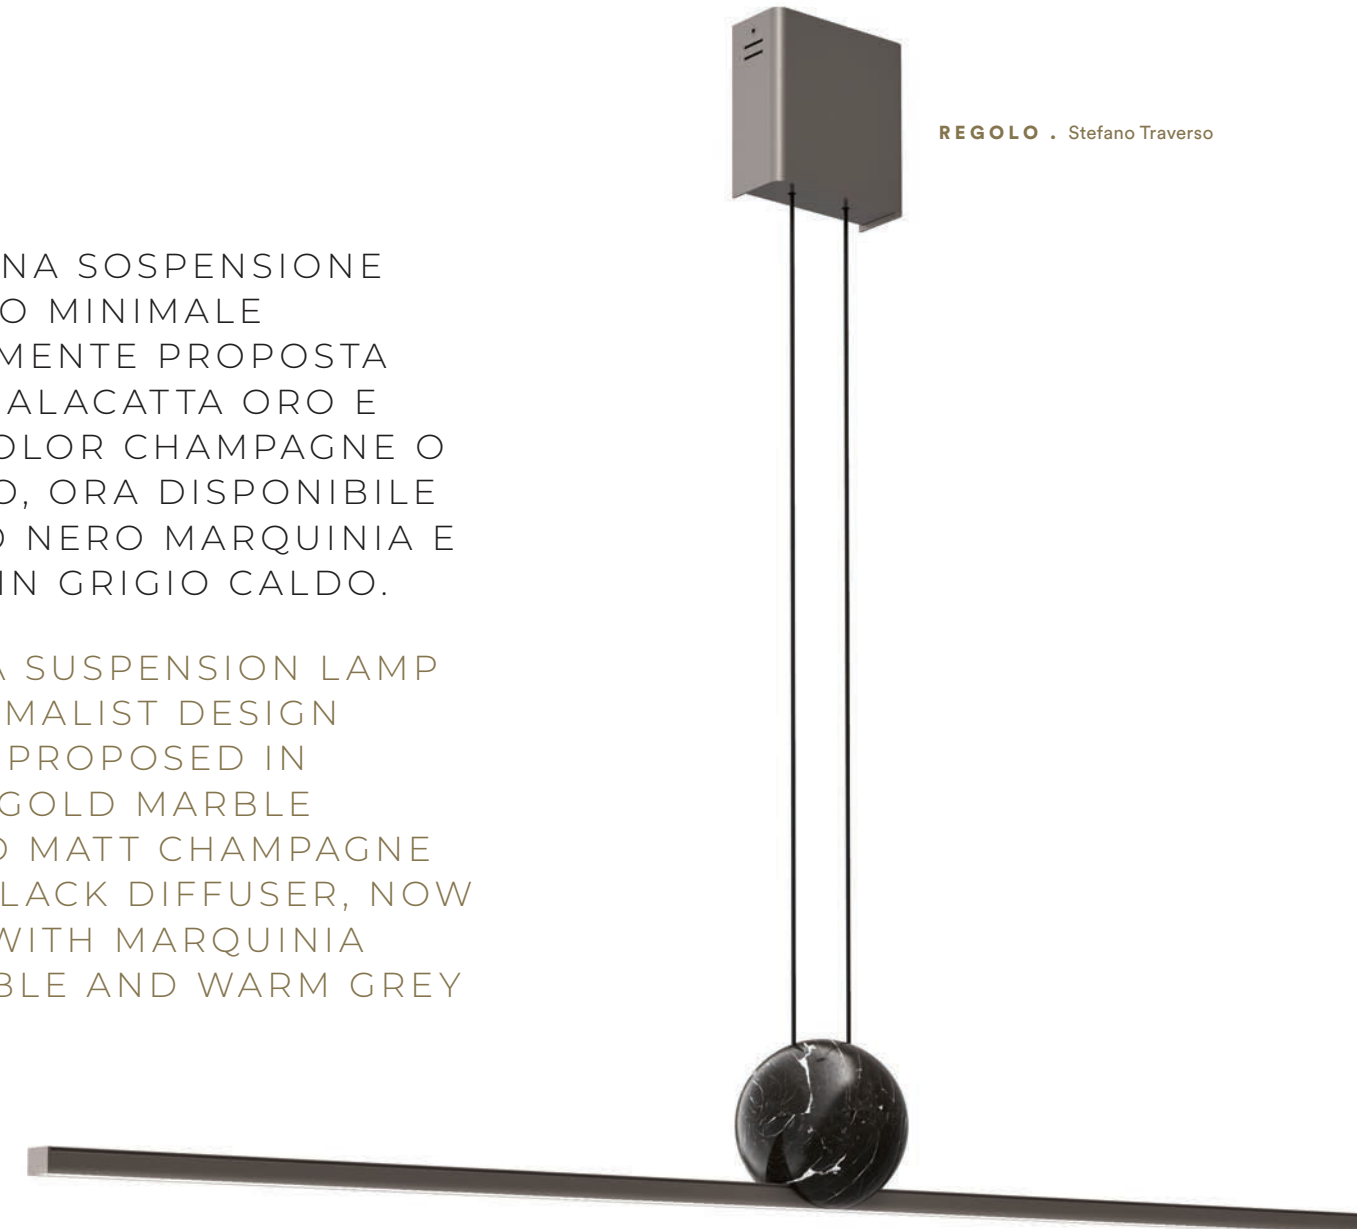 REGOLO . Stefano Traverso
NA SOSPENSIONE
O MINIMALE
MENTE PROPOSTA
ALACATTA ORO E
OLOR CHAMPAGNE O
O, ORA DISPONIBILE
O NERO MARQUINIA E
IN GRIGIO CALDO.
A SUSPENSION LAMP
MALIST DESIGN
PROPOSED IN
GOLD MARBLE
D MATT CHAMPAGNE
LACK DIFFUSER, NOW
WITH MARQUINIA
BLE AND WARM GREY